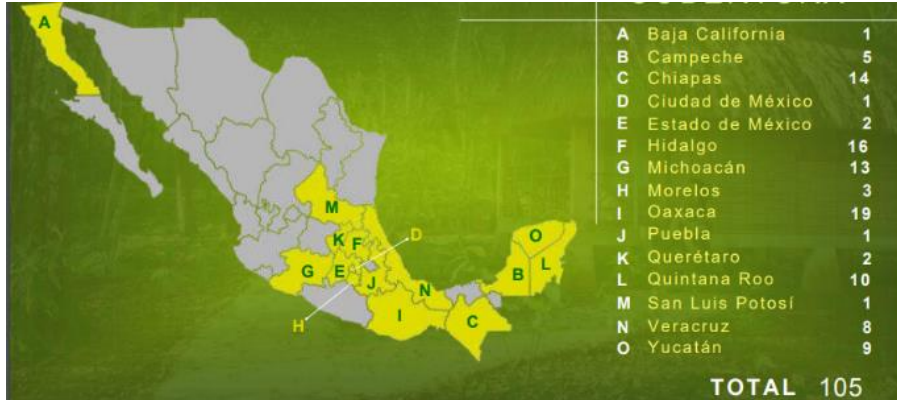 A Baja California 1
B Campeche 5
C Chiapas 14
D Ciudad de México 1
E Estado de México 2
F Hidalgo 16
G Michoacán 13
H Morelos 3
I Oaxaca 19
J Puebla 1
K Querétaro 2
L Quintana Roo 10
M San Luis Potosí 1
N Veracruz 8
O Yucatán 9
TOTAL 105
A
M
K F D
G E J
H
I
N
C
B
O
L